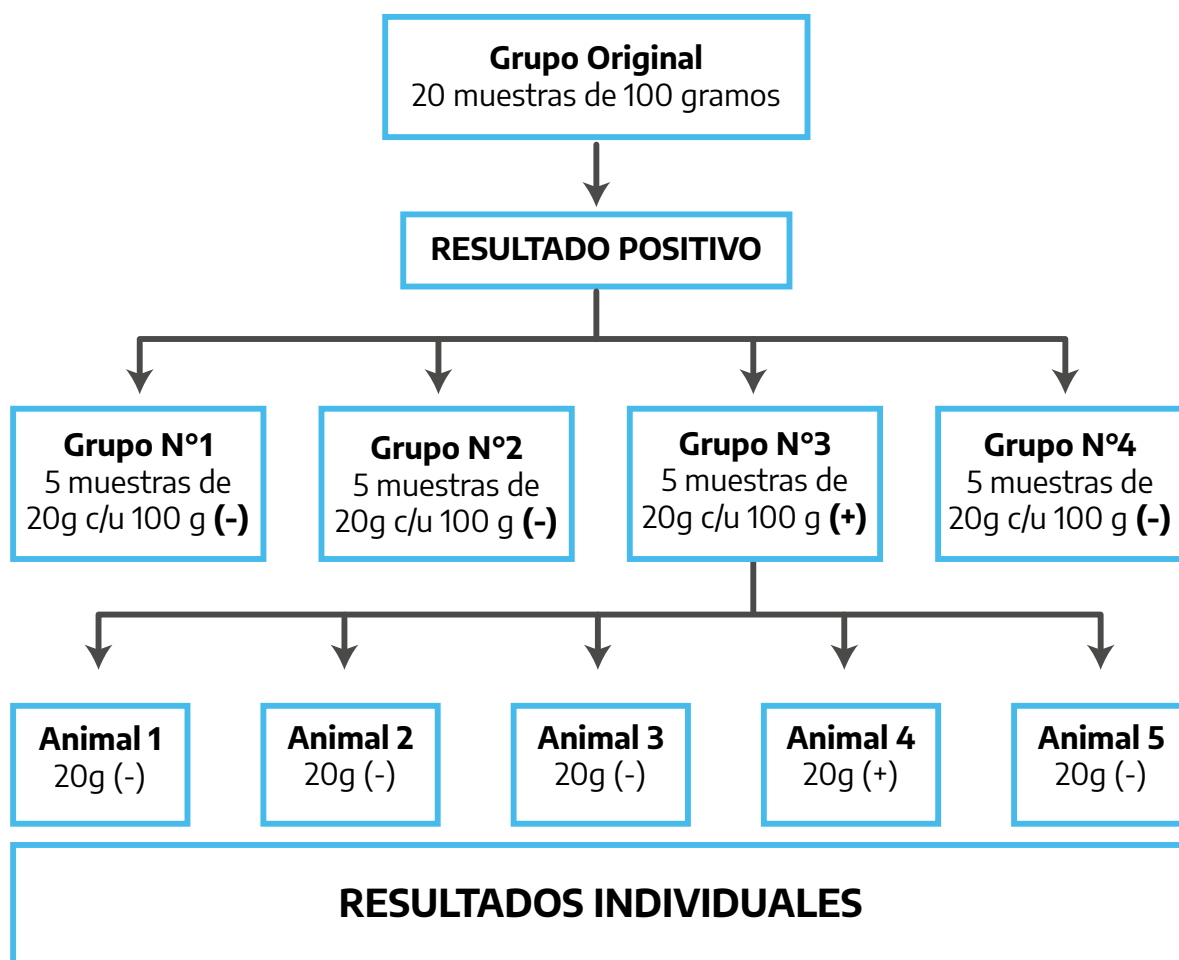 Grupo Original
20 muestras de 100 gramos
RESULTADO POSITIVO
Grupo N°1
5 muestras de
20g c/u 100 g (-)
Grupo N°2
5 muestras de
20g c/u 100 g (-)
Grupo N°3
5 muestras de
20g c/u 100 g (+)
Grupo N°4
5 muestras de
20g c/u 100 g (-)
Animal 1
20g (-)
Animal 2
20g (-)
Animal 3
20g (-)
Animal 4
20g (+)
Animal 5
20g (-)
RESULTADOS INDIVIDUALES